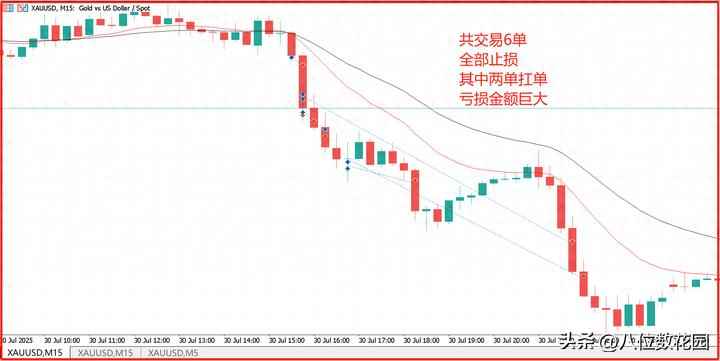 XAUUSD, M15: Gold vs US Dollar / Spot
共交易6单
全部止损
其中两单扛单
亏损金额巨大
0 Jul 2025 30 Jul 10:00 30 Jul 11:00 30 Jul 12:00 30 Jul 13:00 30 Jul 14:00 30 Jul 15:00 30 Jul 16:00 30 Jul 17:00 30 Jul 18:00 30 Jul 19:00 30 Jul 20:00 30 Jul
头条 @八位数花园
XAUUSD,M15 XAUUSD,M15 XAUUSD,M5